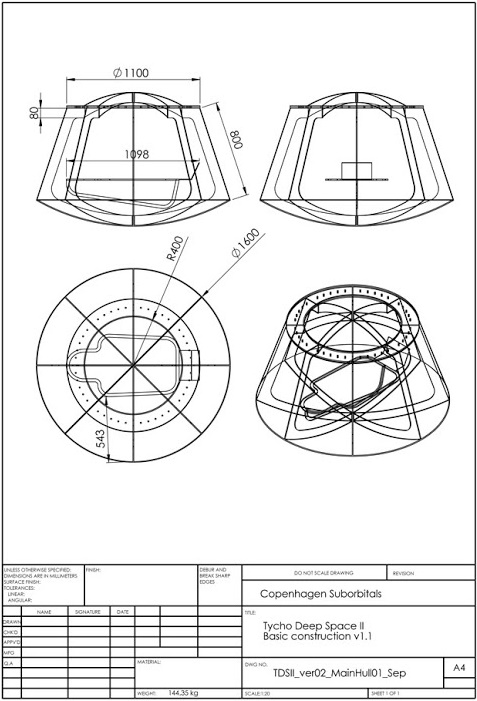 Ø1100
80
800
1098
R400
Ø1600
543
UNLESS OTHERWISE SPECIFIED:
DIMENSIONS ARE IN MILLIMETERS
SURFACE FINISH:
TOLERANCES:
LINEAR:
ANGULAR:
FINISH:
DEBUR AND
BREAK SHARP
EDGES
DO NOT SCALE DRAWING
REVISION
Copenhagen Suborbitals
NAME
SIGNATURE
DATE
TITLE:
DRAWN
CHK'D
APPV'D
MFG
Q.A
Tycho Deep Space II
Basic construction v1.1
MATERIAL:
DWG NO.
TDSII_ver02_MainHull01_Sep
A4
WEIGHT:
144,35 kg
SCALE:1:20
SHEET 1 OF 1